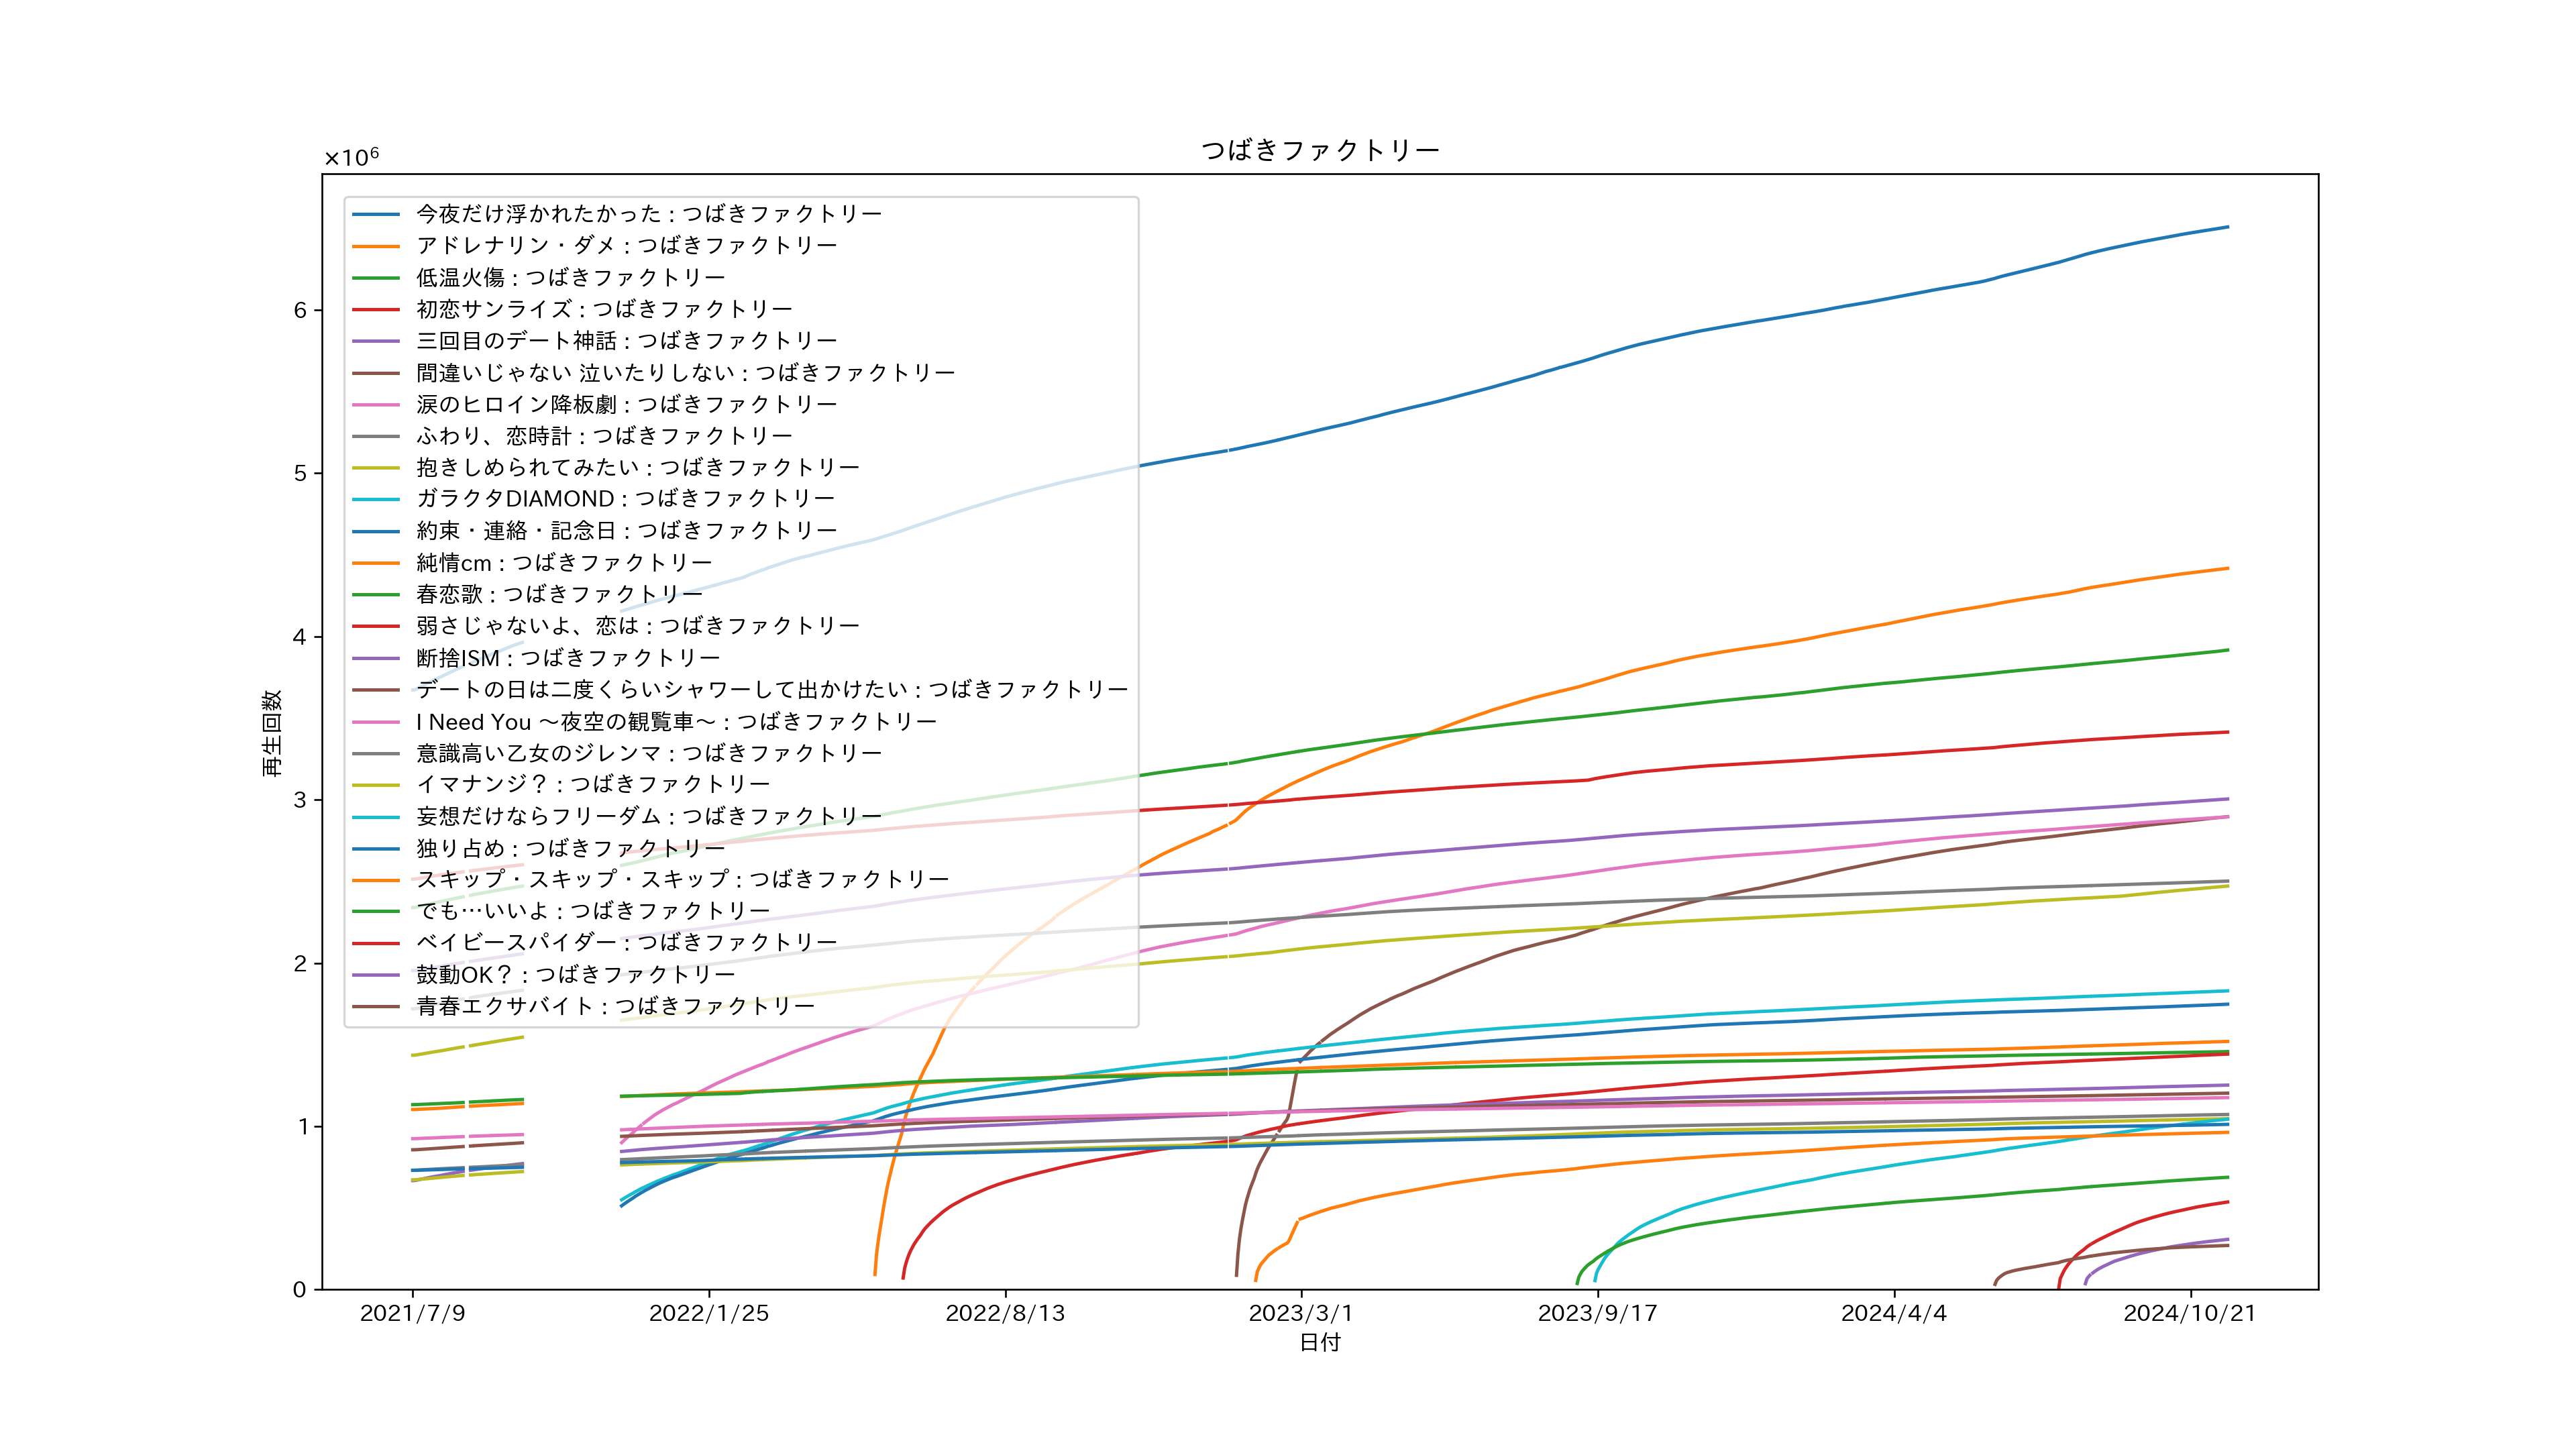 つばきファクトリー
×10⁶
今夜だけ浮かれたかった : つばきファクトリー
アドレナリン・ダメ : つばきファクトリー
低温火傷 : つばきファクトリー
初恋サンライズ : つばきファクトリー
三回目のデート神話 : つばきファクトリー
間違いじゃない 泣いたりしない : つばきファクトリー
涙のヒロイン降板劇 : つばきファクトリー
ふわり、恋時計 : つばきファクトリー
抱きしめられてみたい : つばきファクトリー
ガラクタDIAMOND : つばきファクトリー
約束・連絡・記念日 : つばきファクトリー
純情cm : つばきファクトリー
春恋歌 : つばきファクトリー
弱さじゃないよ、恋は : つばきファクトリー
断捨ISM : つばきファクトリー
デートの日は二度くらいシャワーして出かけたい : つばきファクトリー
I Need You ～夜空の観覧車～ : つばきファクトリー
意識高い乙女のジレンマ : つばきファクトリー
イマナンジ？ : つばきファクトリー
妄想だけならフリーダム : つばきファクトリー
独り占め : つばきファクトリー
スキップ・スキップ・スキップ : つばきファクトリー
でも…いいよ : つばきファクトリー
ベイビースパイダー : つばきファクトリー
鼓動OK？ : つばきファクトリー
青春エクサバイト : つばきファクトリー
6
5
4
3
2
1
0
再生回数
2021/7/9
2022/1/25
2022/8/13
2023/3/1
2023/9/17
2024/4/4
2024/10/21
日付